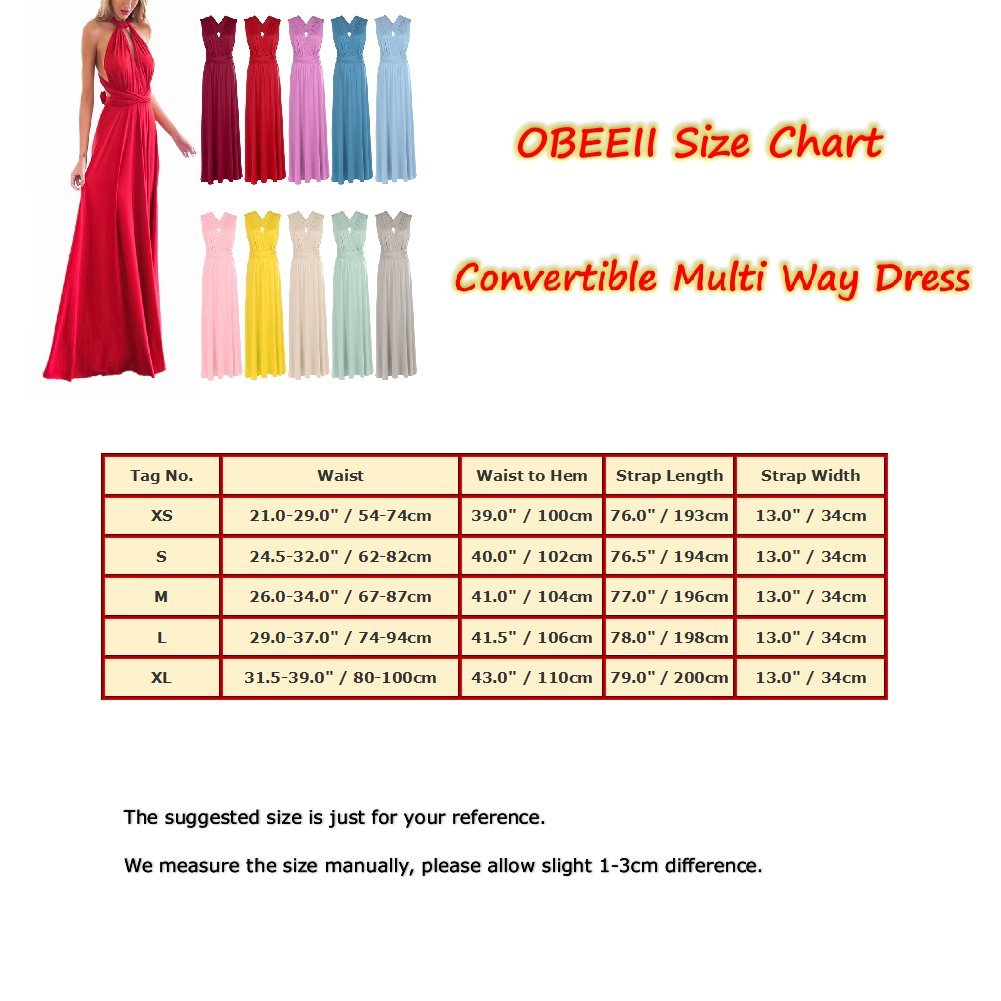 OBEEII Size Chart
Convertible Multi Way Dress
Tag No. Waist Waist to Hem Strap Length Strap Width
XS 21.0-29.0" / 54-74cm 39.0" / 100cm 76.0" / 193cm 13.0" / 34cm
S 24.5-32.0" / 62-82cm 40.0" / 102cm 76.5" / 194cm 13.0" / 34cm
M 26.0-34.0" / 67-87cm 41.0" / 104cm 77.0" / 196cm 13.0" / 34cm
L 29.0-37.0" / 74-94cm 41.5" / 106cm 78.0" / 198cm 13.0" / 34cm
XL 31.5-39.0" / 80-100cm 43.0" / 110cm 79.0" / 200cm 13.0" / 34cm
The suggested size is just for your reference.
We measure the size manually, please allow slight 1-3cm difference.